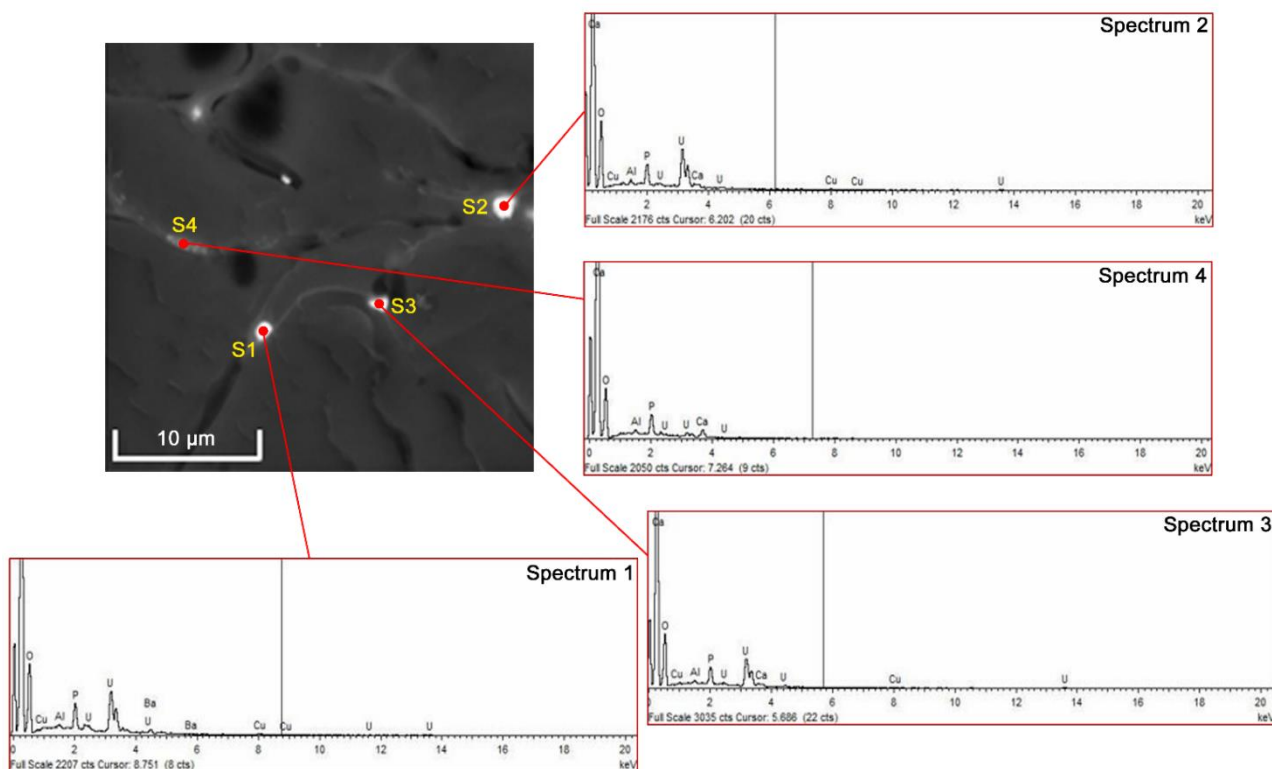 Spectrum 2
Ca
O
Cu
Al
P
U
U
Ca
U
Cu
Cu
U
0 2 4 6 8 10 12 14 16 18 20
Full Scale 2176 cts Cursor: 6.202 (20 cts)
keV
S2
S4
S3
S1
10 µm
Spectrum 4
Ca
O
Al
P
U
U
Ca
U
0 2 4 6 8 10 12 14 16 18 20
Full Scale 2050 cts Cursor: 7.264 (9 cts)
keV
Spectrum 3
Ca
O
Cu
Al
P
U
U
Ca
U
Cu
U
0 2 4 6 8 10 12 14 16 18 20
Full Scale 3035 cts Cursor: 5.686 (22 cts)
keV
Spectrum 1
O
Cu
Al
P
U
U
Ba
U
Ba
Cu
Cu
U
U
0 2 4 6 8 10 12 14 16 18 20
Full Scale 2207 cts Cursor: 8.751 (8 cts)
keV